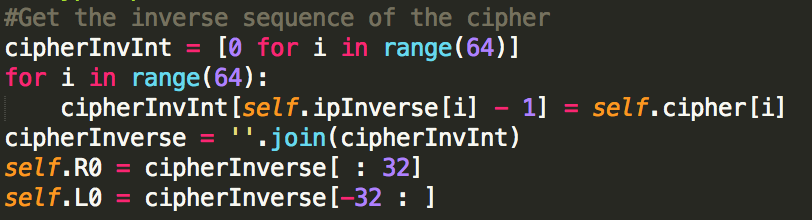 #Get the inverse sequence of the cipher
cipherInvInt = [0 for i in range(64)]
for i in range(64):
    cipherInvInt[self.ipInverse[i] - 1] = self.cipher[i]
cipherInverse = ''.join(cipherInvInt)
self.R0 = cipherInverse[ : 32]
self.L0 = cipherInverse[-32 : ]